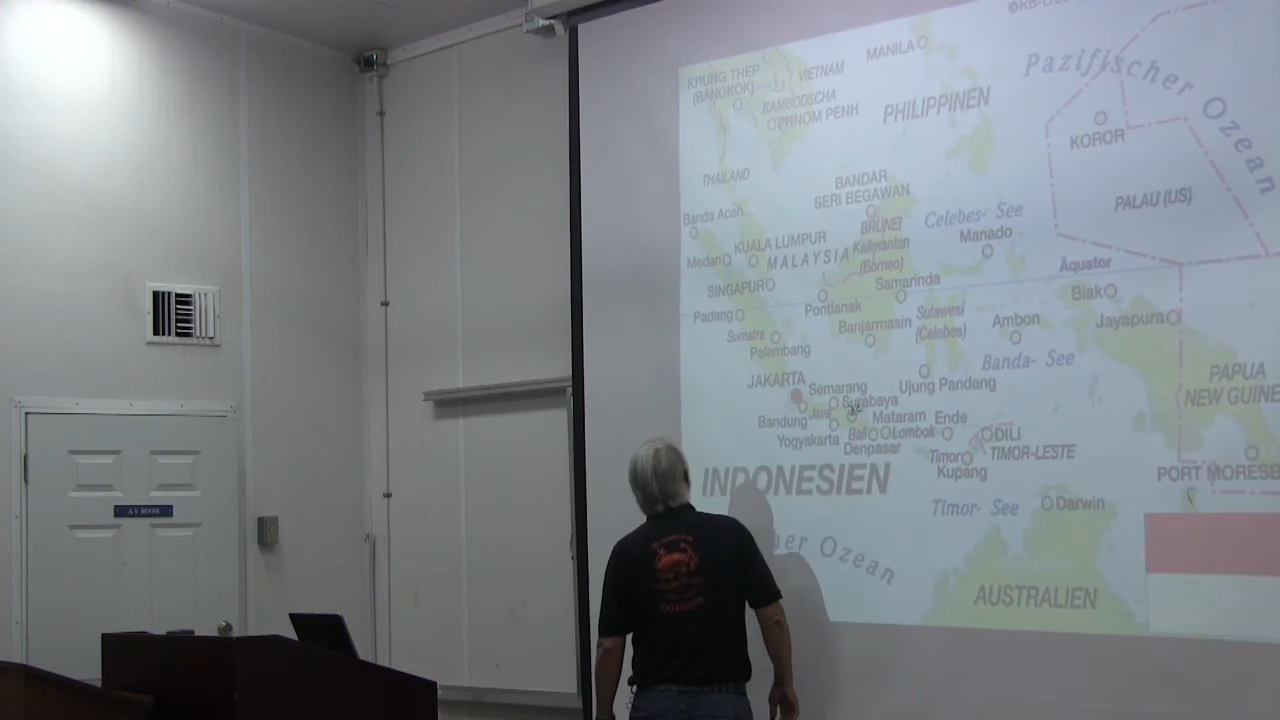 MANILA
KRUNG THEP
(BANGKOK)
VIETNAM
KAMBODSCHA
PHNOM PENH
PHILIPPINEN
Pazifischer Ozean
KOROR
PALAU (US)
THAILAND
BANDAR
SERI BEGAWAN
BRUNEI
Celebes- See
Manado
Banda Aceh
KUALA LUMPUR
Medan
MALAYSIA
Kalimantan
(Borneo)
Äquator
SINGAPUR
Samarinda
Biak
Padang
Pontianak
Sulawesi
(Celebes)
Ambon
Jayapura
Sumatra
Banjarmasin
Palembang
Banda- See
JAKARTA
Semarang
Ujung Pandang
PAPUA
NEW GUINE
Surabaya
Bandung
Java
Mataram
Ende
Yogyakarta
Bali
Lombok
DILI
Denpasar
Timor
TIMOR-LESTE
Kupang
INDONESIEN
PORT MORESB
Timor- See
Darwin
her Ozean
AUSTRALIEN
A V ROOM